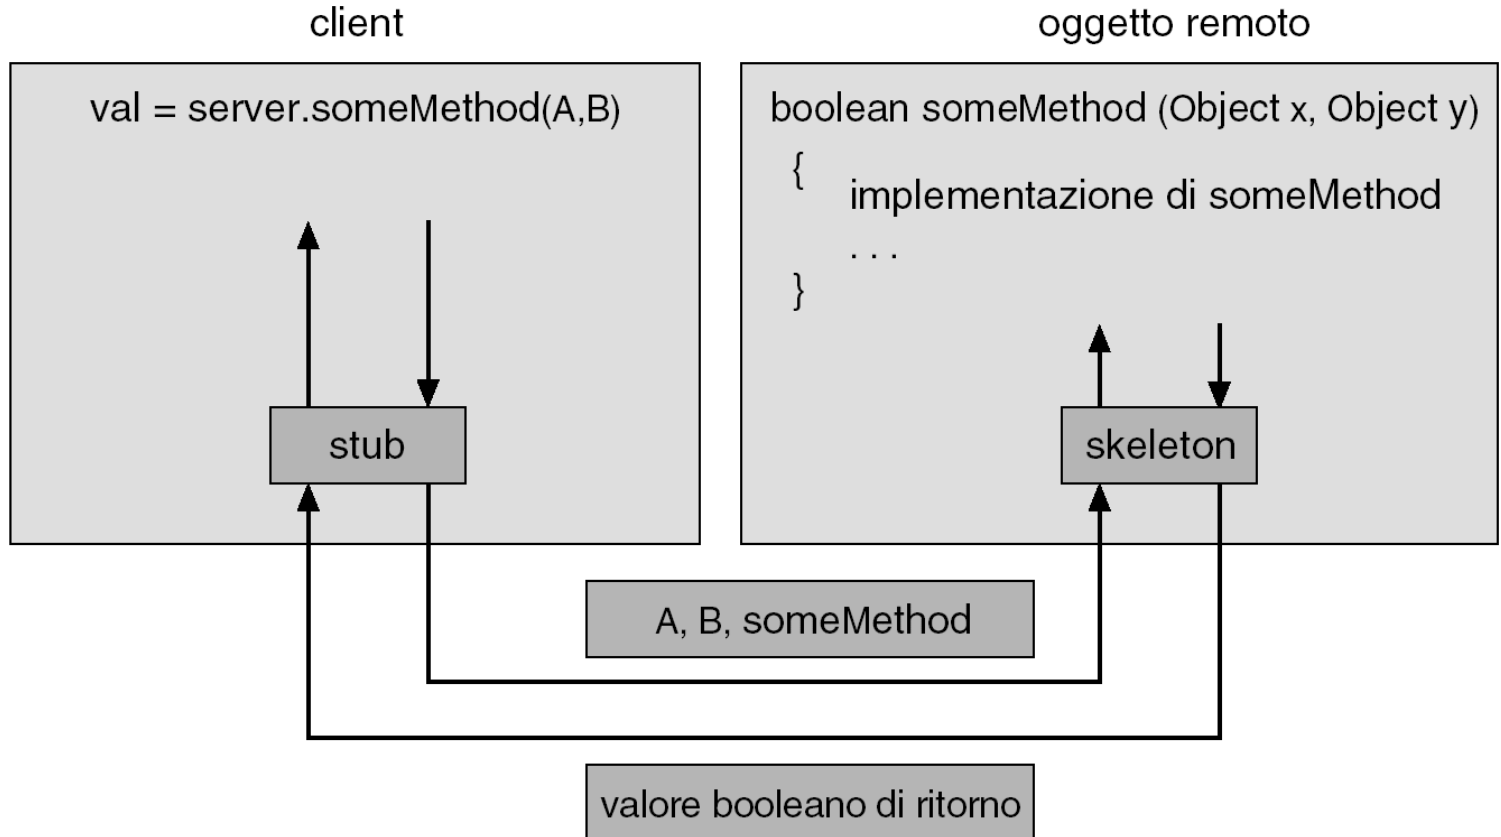 client
oggetto remoto
val = server.someMethod(A,B)
boolean someMethod (Object x, Object y)
{
implementazione di someMethod
. . .
}
stub
skeleton
A, B, someMethod
valore booleano di ritorno